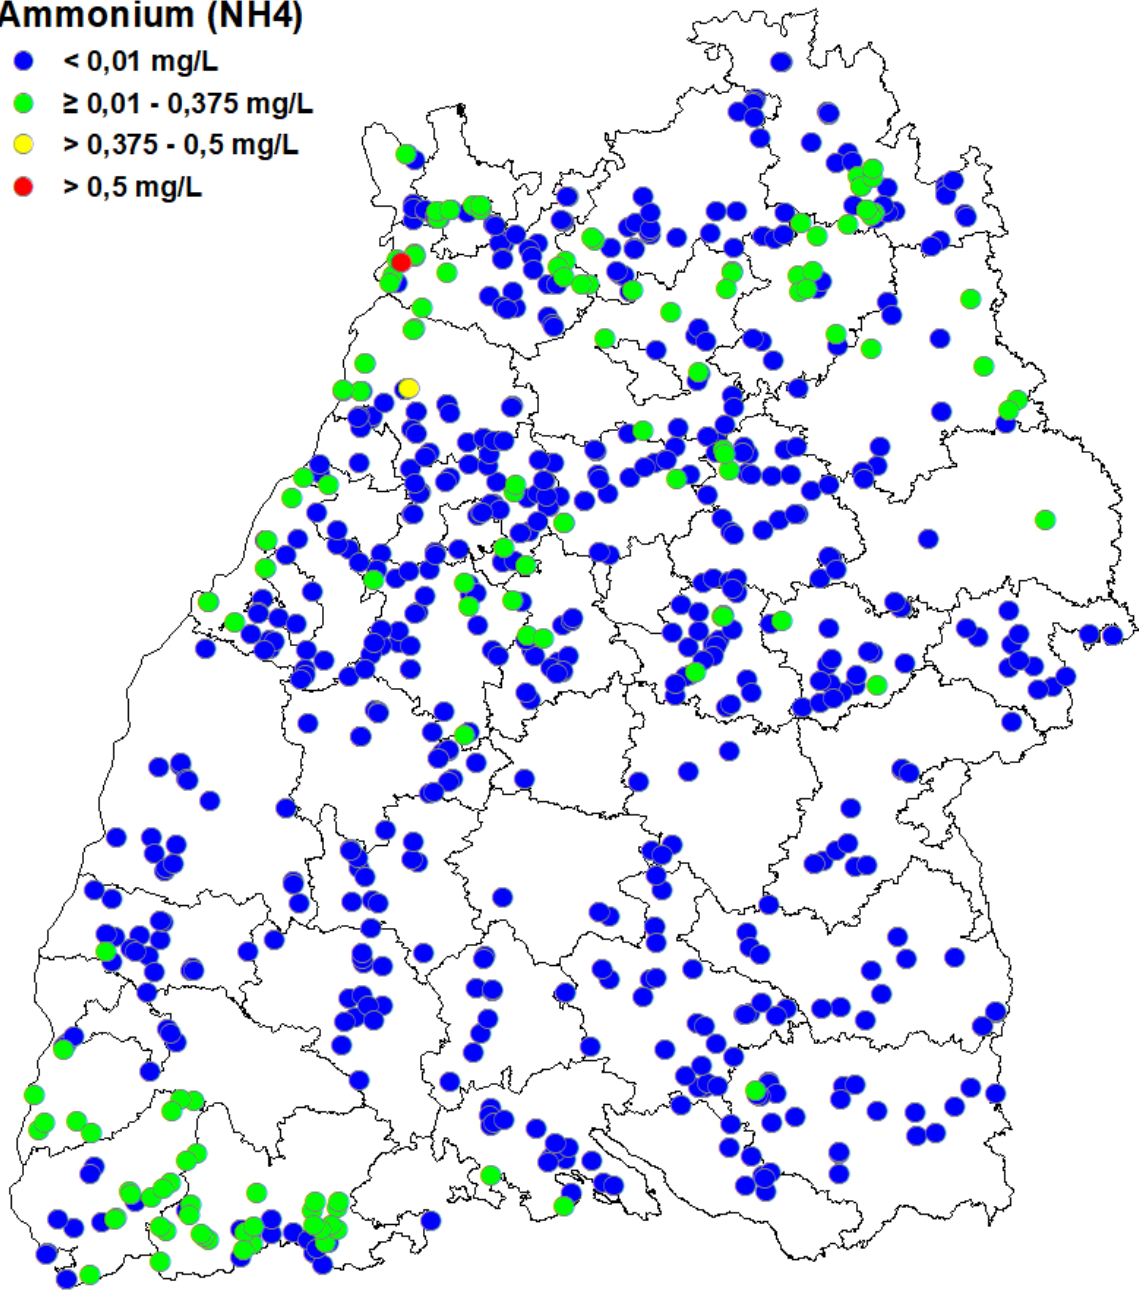 Ammonium (NH4)
< 0,01 mg/L
≥ 0,01 - 0,375 mg/L
> 0,375 - 0,5 mg/L
> 0,5 mg/L